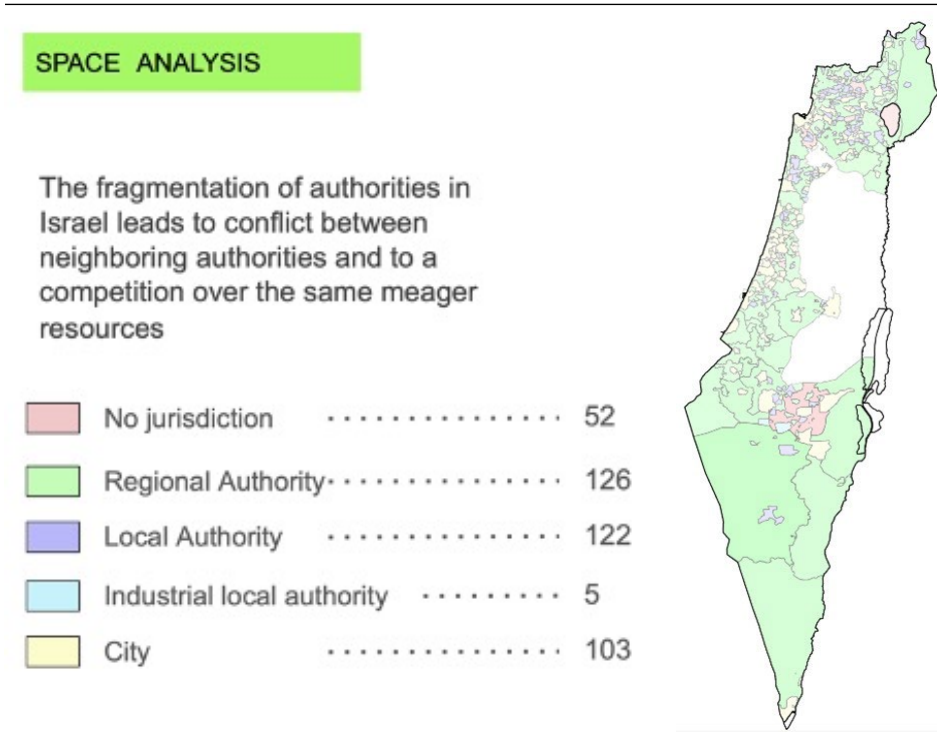 SPACE ANALYSIS
The fragmentation of authorities in
Israel leads to conflict between
neighboring authorities and to a
competition over the same meager
resources
No jurisdiction ················ 52
Regional Authority ················ 126
Local Authority ················ 122
Industrial local authority ·········· 5
City ················ 103